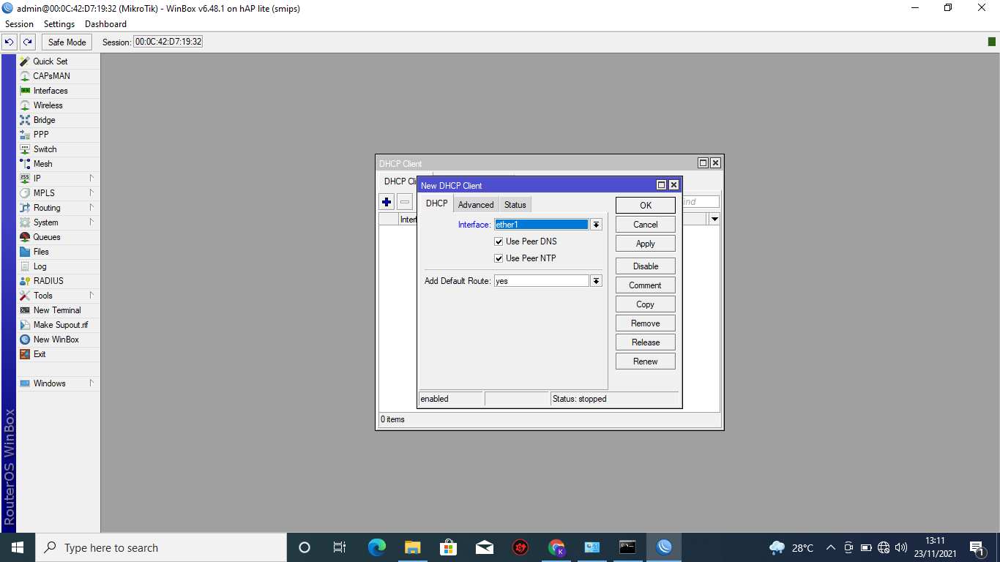 admin@00:0C:42:D7:19:32 (MikroTik) - WinBox v6.48.1 on hAP lite (smips)
Session Settings Dashboard
Safe Mode Session: 00:0C:42:D7:19:32
Quick Set
CAPsMAN
Interfaces
Wireless
Bridge
PPP
Switch
Mesh
IP
MPLS
Routing
System
Queues
Files
Log
RADIUS
Tools
New Terminal
Make Supout.rif
New WinBox
Exit
Windows
RouterOS WinBox
DHCP Client
DHCP Cli
Interf
0 items
New DHCP Client
DHCP Advanced Status
Interface: ether1
Use Peer DNS
Use Peer NTP
Add Default Route: yes
OK
Cancel
Apply
Disable
Comment
Copy
Remove
Release
Renew
enabled
Status: stopped
Type here to search
28°C
13:11
23/11/2021
1